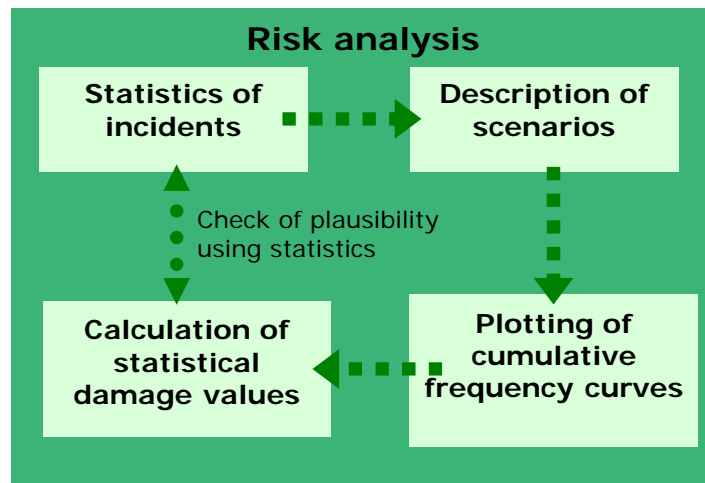 Risk analysis
Statistics of
incidents
Description of
scenarios
Check of plausibility
using statistics
Calculation of
statistical
damage values
Plotting of
cumulative
frequency curves